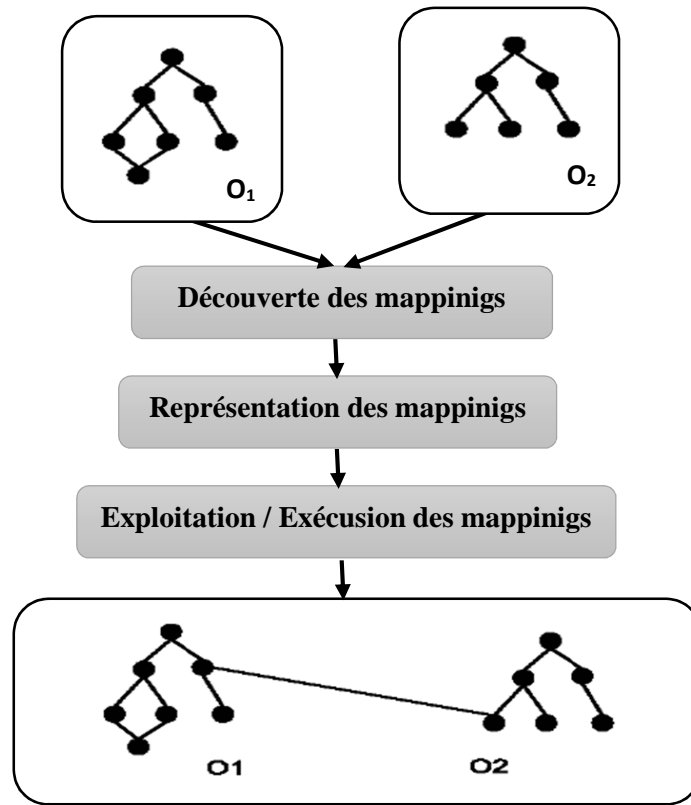 O₁
O₂
Découverte des mappinigs
Représentation des mappinigs
Exploitation / Exécusion des mappinigs
O1
O2